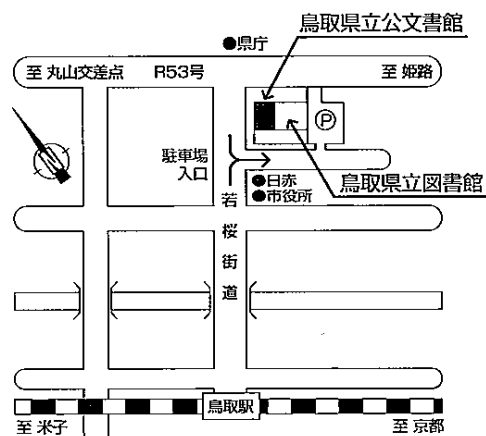 鳥取県立公文書館
●県庁
至 丸山交差点
R53号
至 姫路
Ⓟ
駐車場
入口
鳥取県立図書館
●日赤
●市役所
若桜街道
鳥取駅
至 米子
至 京都